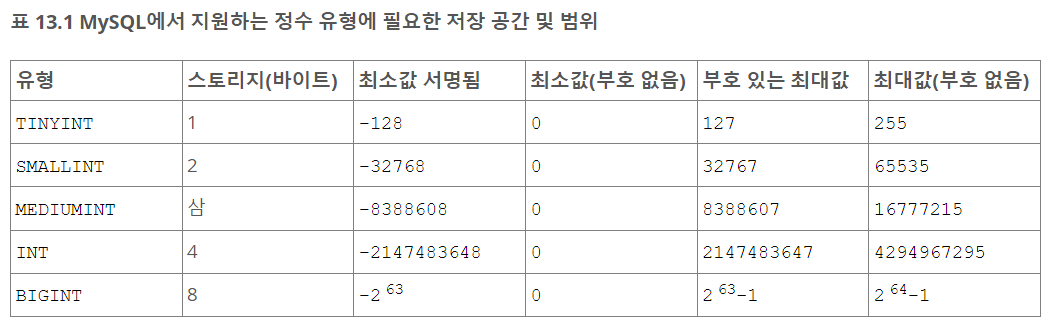 표 13.1 MySQL에서 지원하는 정수 유형에 필요한 저장 공간 및 범위
유형 스토리지(바이트) 최소값 서명됨 최소값(부호 없음) 부호 있는 최대값 최대값(부호 없음)
TINYINT 1 -128 0 127 255
SMALLINT 2 -32768 0 32767 65535
MEDIUMINT 삼 -8388608 0 8388607 16777215
INT 4 -2147483648 0 2147483647 4294967295
BIGINT 8 -2 63 0 2 63-1 2 64-1